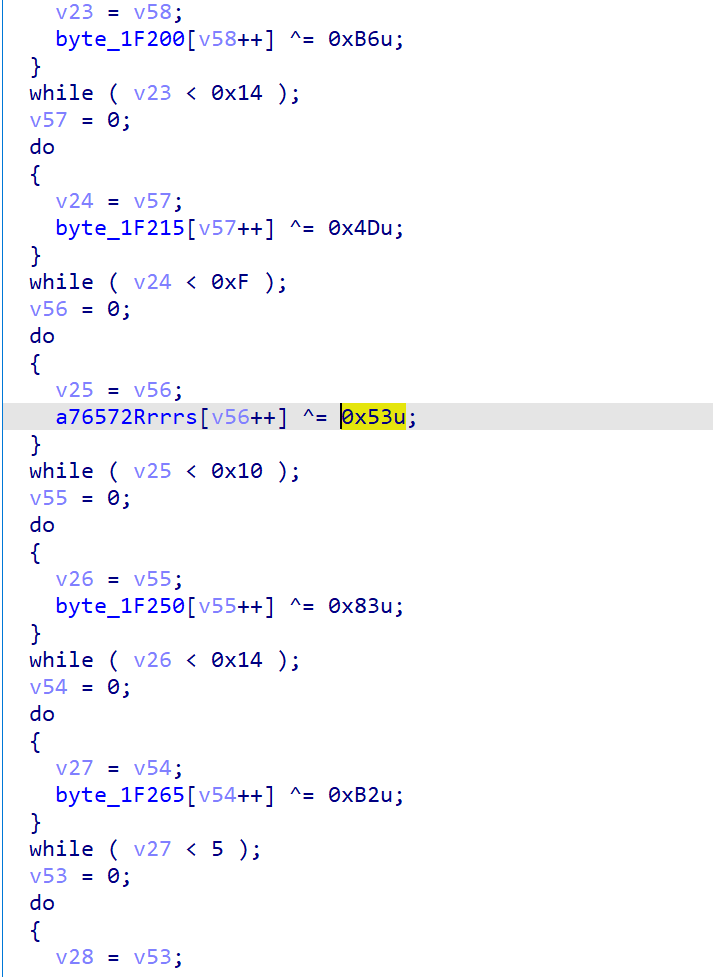 v23 = v58;
byte_1F200[v58++] ^= 0xB6u;
}
while ( v23 < 0x14 );
v57 = 0;
do
{
v24 = v57;
byte_1F215[v57++] ^= 0x4Du;
}
while ( v24 < 0xF );
v56 = 0;
do
{
v25 = v56;
a76572Rrrrs[v56++] ^= 0x53u;
}
while ( v25 < 0x10 );
v55 = 0;
do
{
v26 = v55;
byte_1F250[v55++] ^= 0x83u;
}
while ( v26 < 0x14 );
v54 = 0;
do
{
v27 = v54;
byte_1F265[v54++] ^= 0xB2u;
}
while ( v27 < 5 );
v53 = 0;
do
{
v28 = v53;